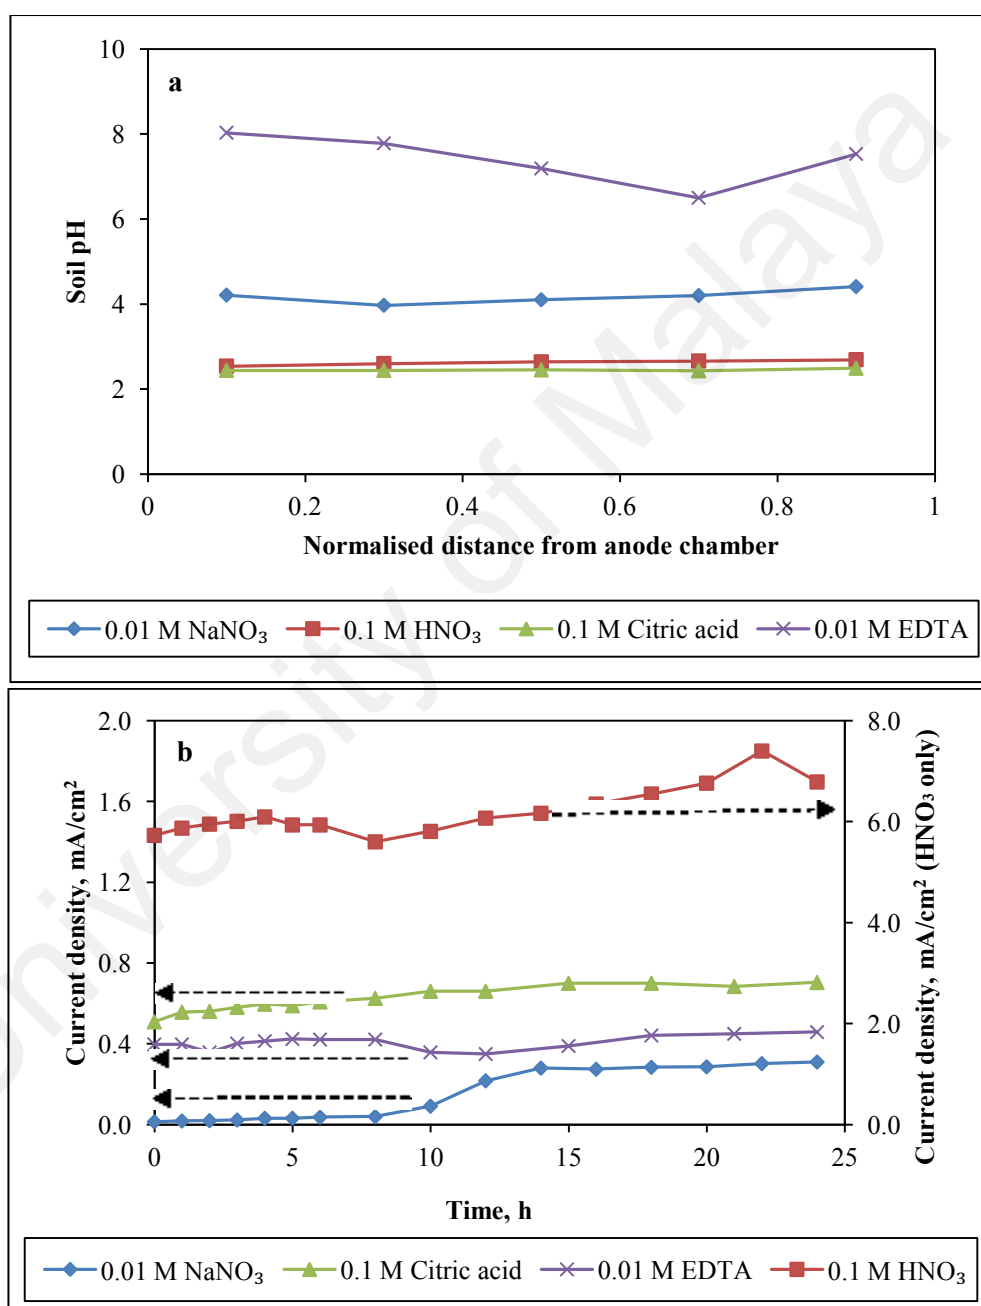 a
10
8
6
4
2
0
Soil pH
0 0.2 0.4 0.6 0.8 1
Normalised distance from anode chamber
0.01 M NaNO₃ 0.1 M HNO₃ 0.1 M Citric acid 0.01 M EDTA
University of Malaya
b
2.0
1.6
1.2
0.8
0.4
0.0
Current density, mA/cm²
8.0
6.0
4.0
2.0
0.0
Current density, mA/cm² (HNO₃ only)
0 5 10 15 20 25
Time, h
0.01 M NaNO₃ 0.1 M Citric acid 0.01 M EDTA 0.1 M HNO₃